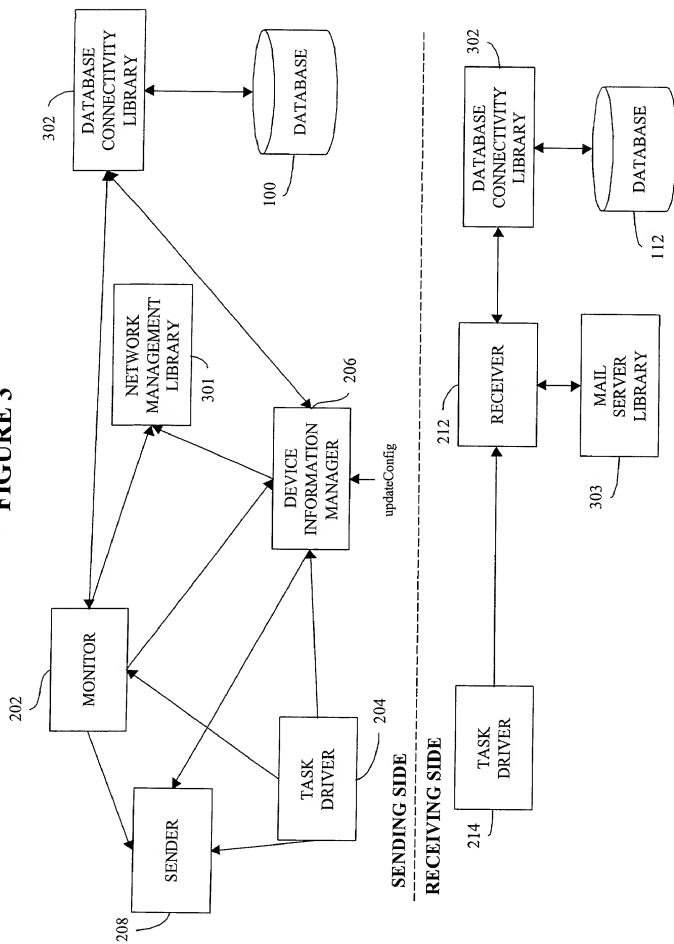 FIGURE 3
302
DATABASE
CONNECTIVITY
LIBRARY
DATABASE
100
NETWORK
MANAGEMENT
LIBRARY
301
206
DEVICE
INFORMATION
MANAGER
updateConfig
202
MONITOR
204
TASK
DRIVER
208
SENDER
SENDING SIDE
RECEIVING SIDE
302
DATABASE
CONNECTIVITY
LIBRARY
DATABASE
112
212
RECEIVER
MAIL
SERVER
LIBRARY
303
TASK
DRIVER
214